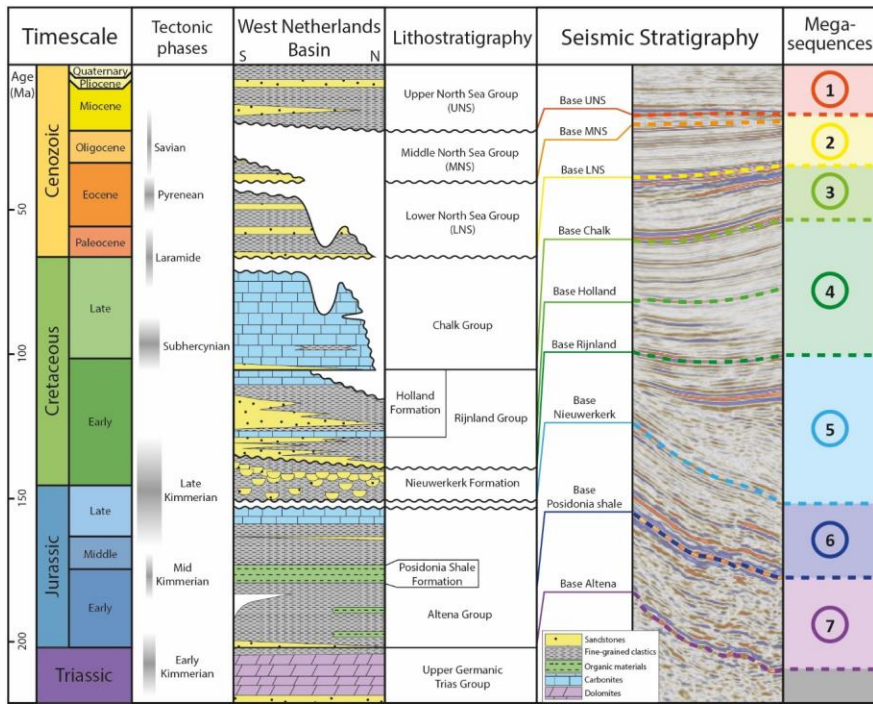 Timescale
Tectonic
phases
West Netherlands
Basin
S
N
Lithostratigraphy
Seismic Stratigraphy
Mega-
sequences
Age
(Ma)
50
100
150
200
Cenozoic
Cretaceous
Jurassic
Triassic
Quaternary
Pliocene
Miocene
Oligocene
Eocene
Paleocene
Late
Early
Late
Middle
Early
Savian
Pyrenean
Laramide
Subhercynian
Late
Kimmerian
Mid
Kimmerian
Early
Kimmerian
Upper North Sea Group
(UNS)
Middle North Sea Group
(MNS)
Lower North Sea Group
(LNS)
Chalk Group
Holland
Formation
Rijnland Group
Nieuwerkerk Formation
Posidonia Shale
Formation
Altena Group
Upper Germanic
Trias Group
Base UNS
Base MNS
Base LNS
Base Chalk
Base Holland
Base Rijnland
Base
Nieuwerkerk
Base
Posidonia shale
Base Altena
Sandstones
Fine-grained clastics
Organic materials
Carbonites
Dolomites
1
2
3
4
5
6
7